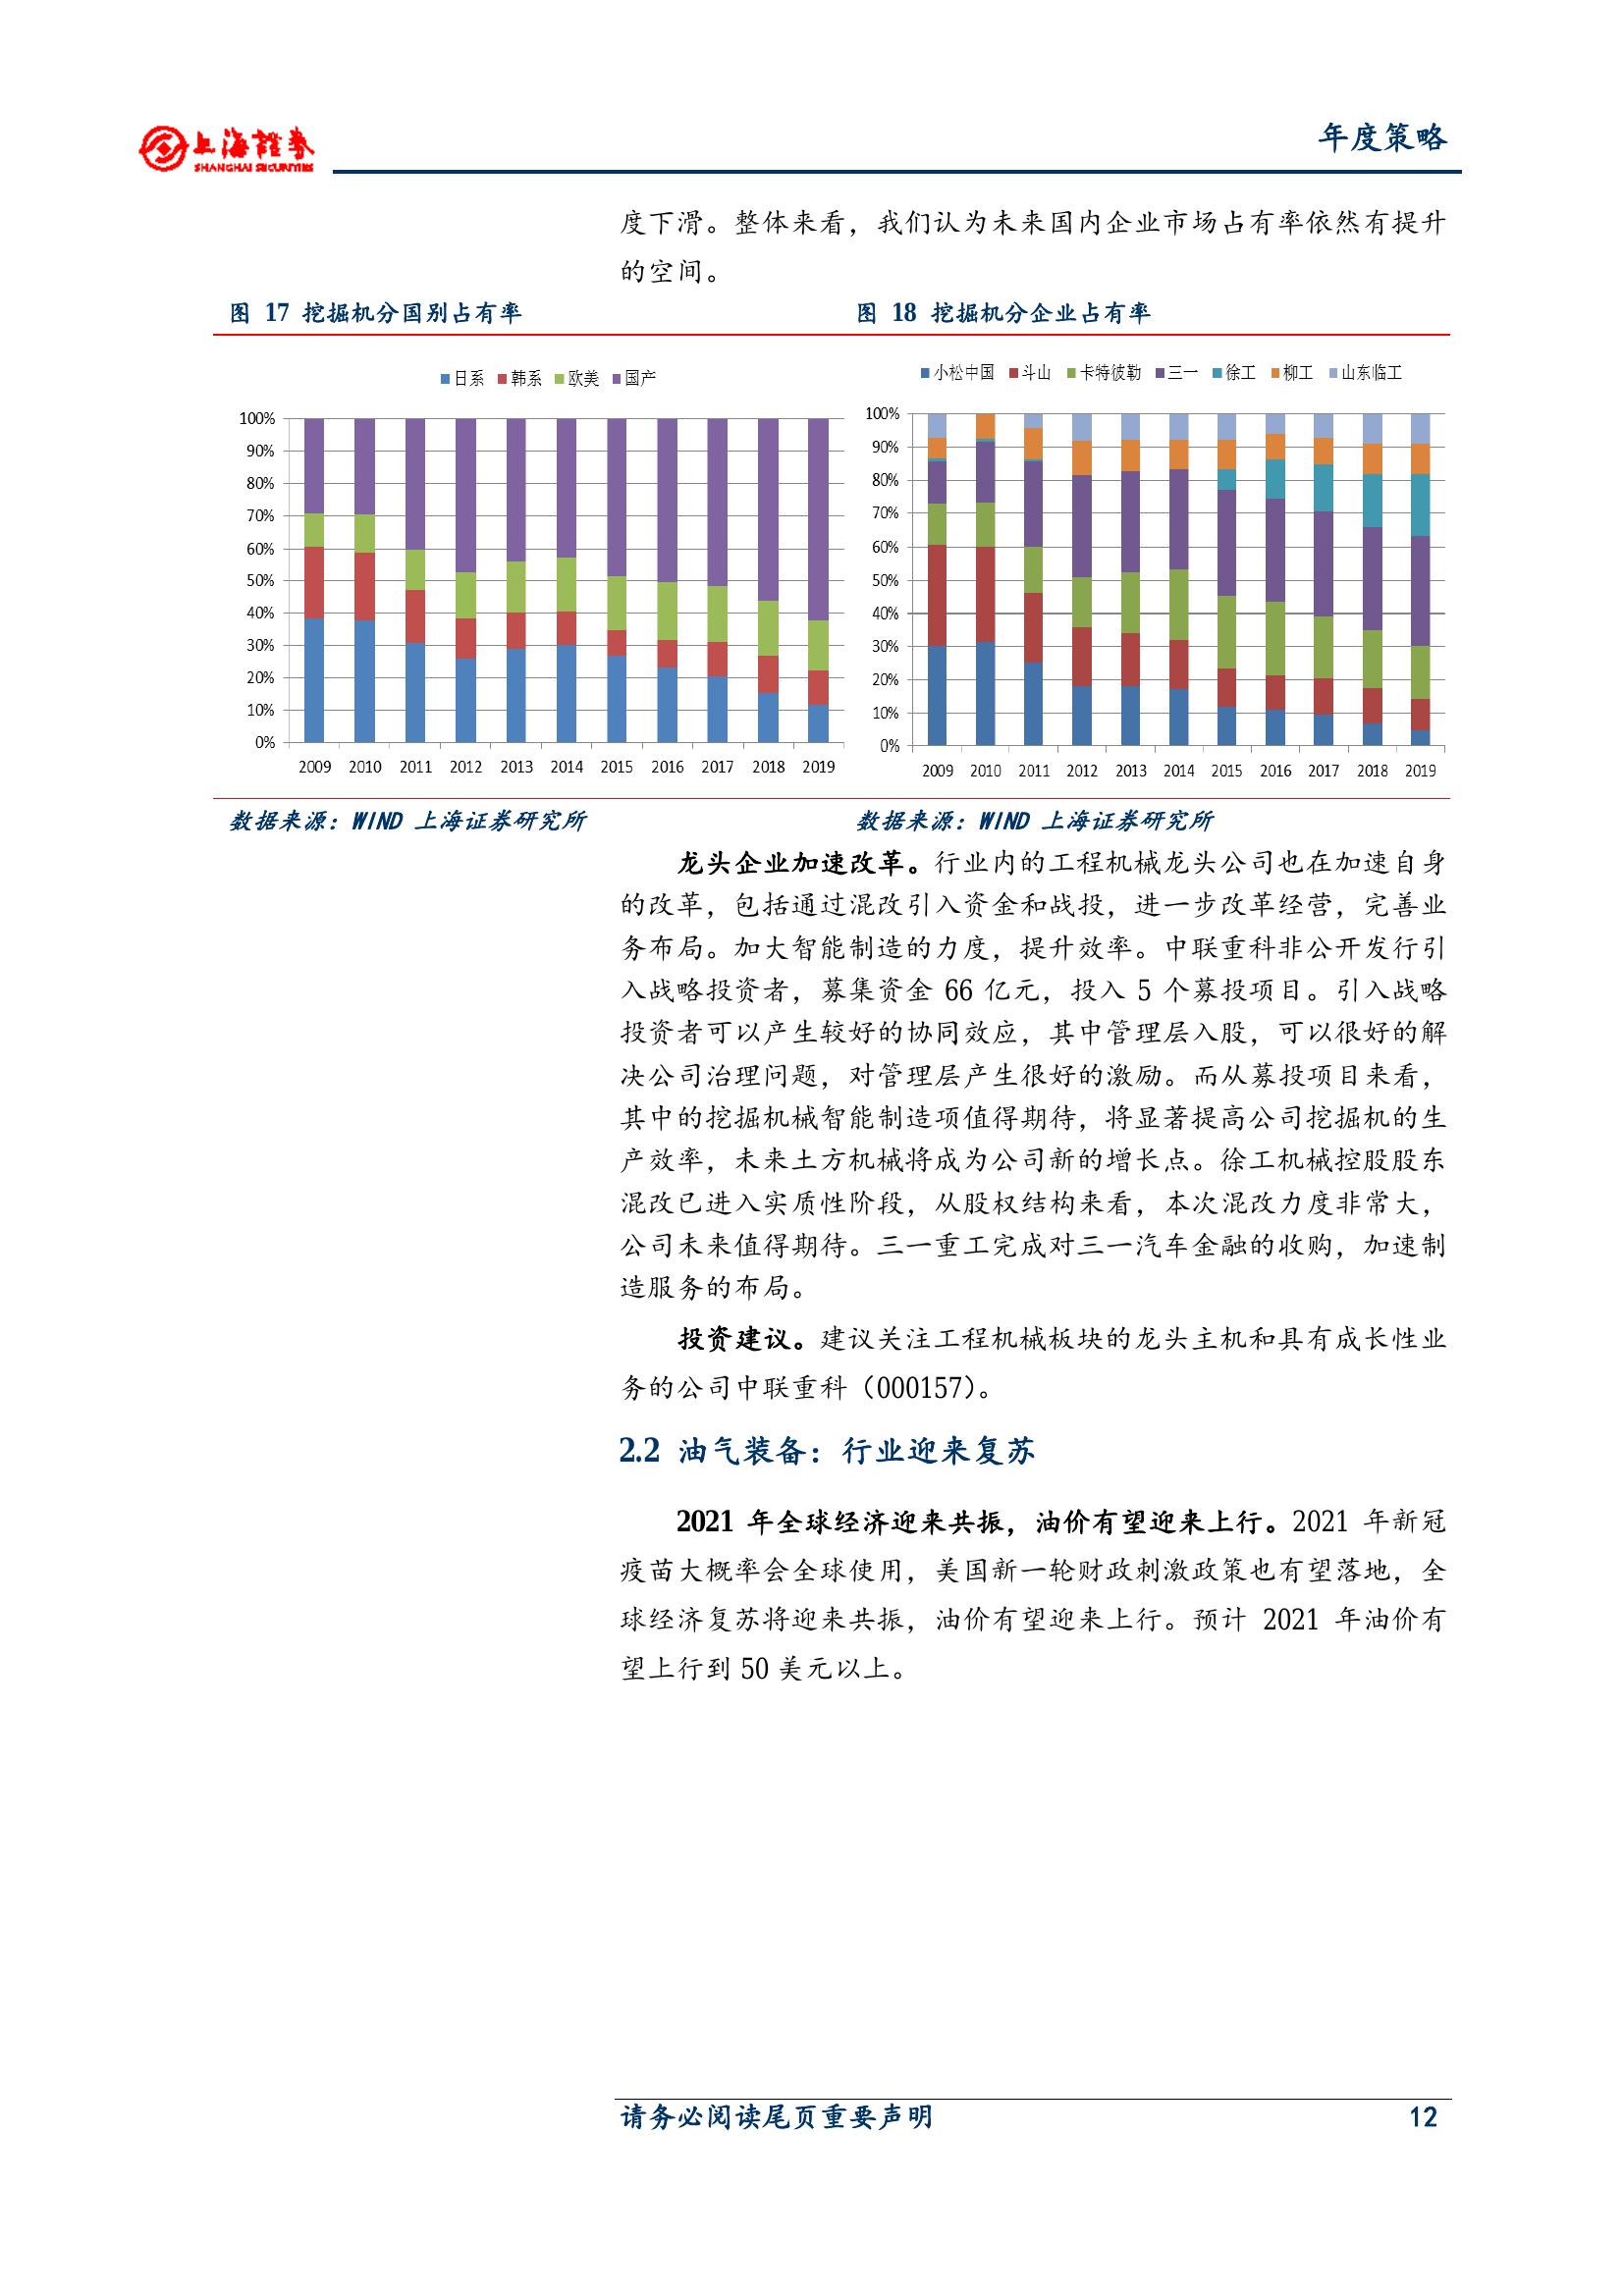 上海證券
SHANGHAI SECURITIES
年度策略
度下滑。整体来看，我们认为未来国内企业市场占有率依然有提升
的空间。
图 17 挖掘机分国别占有率
日系 韩系 欧美 国产
100%
90%
80%
70%
60%
50%
40%
30%
20%
10%
0%
2009 2010 2011 2012 2013 2014 2015 2016 2017 2018 2019
数据来源：WIND 上海证券研究所
图 18 挖掘机分企业占有率
小松中国 斗山 卡特彼勒 三一 徐工 柳工 山东临工
100%
90%
80%
70%
60%
50%
40%
30%
20%
10%
0%
2009 2010 2011 2012 2013 2014 2015 2016 2017 2018 2019
数据来源：WIND 上海证券研究所
龙头企业加速改革。行业内的工程机械龙头公司也在加速自身
的改革，包括通过混改引入资金和战投，进一步改革经营，完善业
务布局。加大智能制造的力度，提升效率。中联重科非公开发行引
入战略投资者，募集资金 66 亿元，投入 5 个募投项目。引入战略
投资者可以产生较好的协同效应，其中管理层入股，可以很好的解
决公司治理问题，对管理层产生很好的激励。而从募投项目来看，
其中的挖掘机械智能制造项值得期待，将显著提高公司挖掘机的生
产效率，未来土方机械将成为公司新的增长点。徐工机械控股股东
混改已进入实质性阶段，从股权结构来看，本次混改力度非常大，
公司未来值得期待。三一重工完成对三一汽车金融的收购，加速制
造服务的布局。
投资建议。建议关注工程机械板块的龙头主机和具有成长性业
务的公司中联重科（000157）。
2.2 油气装备：行业迎来复苏
2021 年全球经济迎来共振，油价有望迎来上行。2021 年新冠
疫苗大概率会全球使用，美国新一轮财政刺激政策也有望落地，全
球经济复苏将迎来共振，油价有望迎来上行。预计 2021 年油价有
望上行到 50 美元以上。
请务必阅读尾页重要声明
12